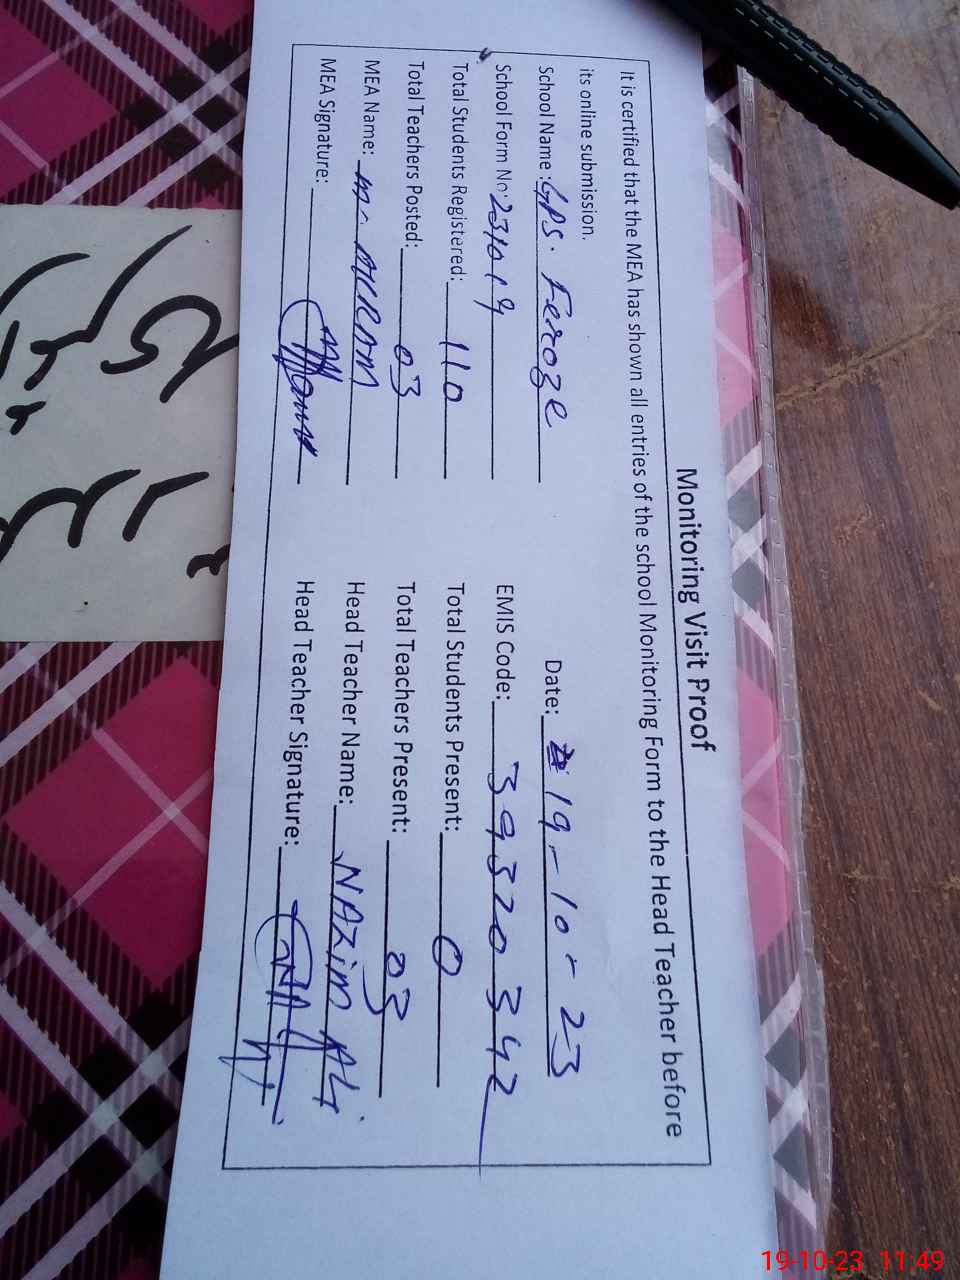 Monitoring Visit Proof
It is certified that the MEA has shown all entries of the school Monitoring Form to the Head Teacher before
its online submission.
School Name: GPS. Feroze Date: 19-10-23
School Form No: 231019 EMIS Code: 39320342
Total Students Registered: 110 Total Students Present: 0
Total Teachers Posted: 03 Total Teachers Present: 03
MEA Name: M. AKRAM Head Teacher Name: NAZIM ALI
MEA Signature: Head Teacher Signature:
19-10-23 11:49